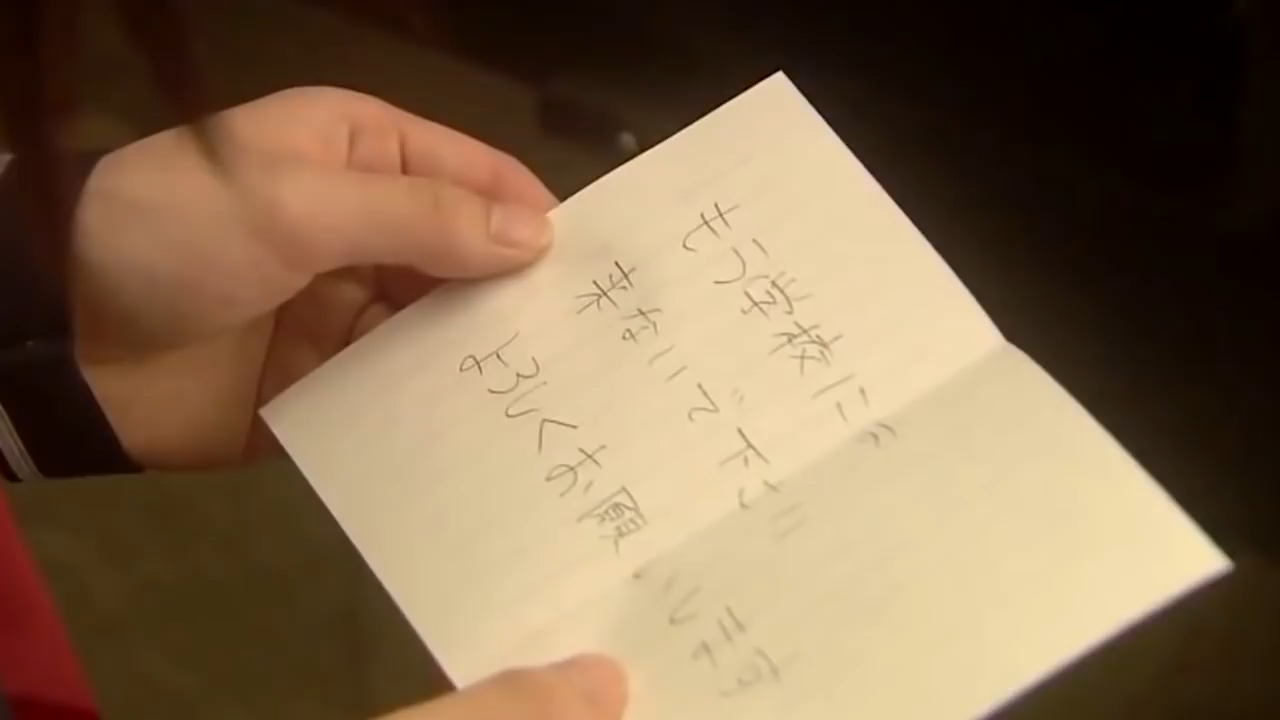 もう学校に
来ないで下さい
よろしくお願いします